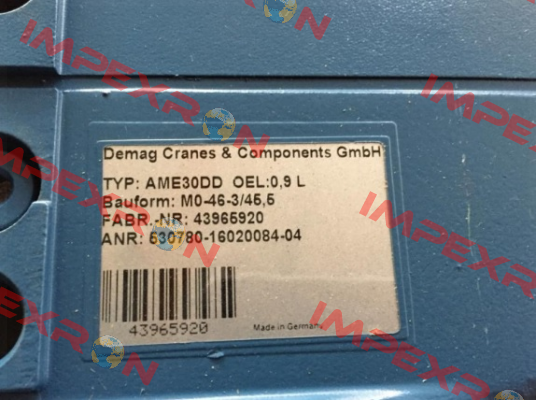 IMPEXRON
IMPEXRON
Demag Cranes & Components GmbH
TYP: AME30DD OEL:0,9 L
Bauform: M0-46-3/45,5
FABR.-NR: 43965920
ANR: 530780-16020084-04
43965920
Made in Germany
IMPEXRON
IMPEXRON